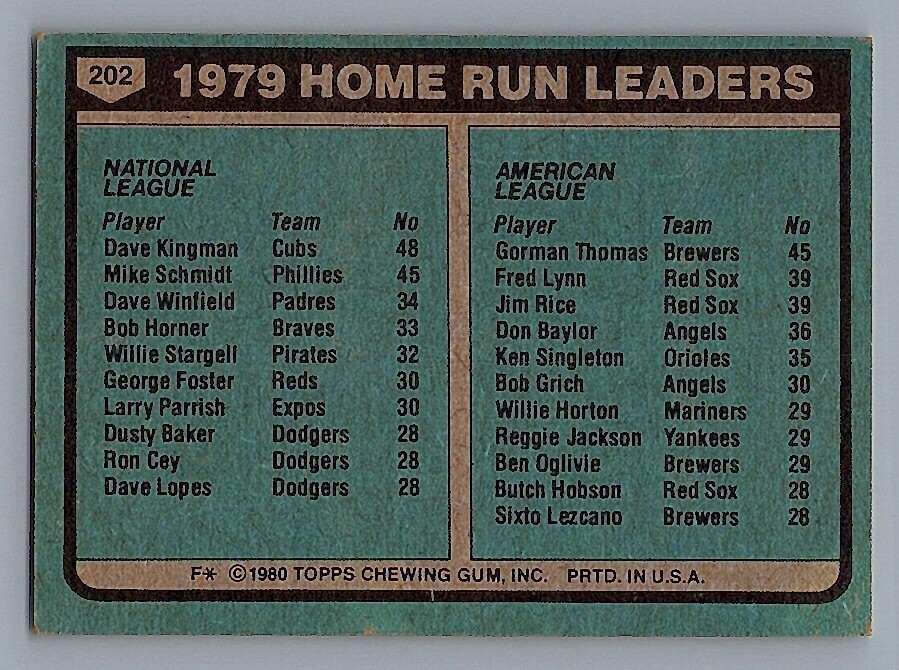 202 1979 HOME RUN LEADERS
NATIONAL
LEAGUE
Player Team No
Dave Kingman Cubs 48
Mike Schmidt Phillies 45
Dave Winfield Padres 34
Bob Horner Braves 33
Willie Stargell Pirates 32
George Foster Reds 30
Larry Parrish Expos 30
Dusty Baker Dodgers 28
Ron Cey Dodgers 28
Dave Lopes Dodgers 28
AMERICAN
LEAGUE
Player Team No
Gorman Thomas Brewers 45
Fred Lynn Red Sox 39
Jim Rice Red Sox 39
Don Baylor Angels 36
Ken Singleton Orioles 35
Bob Grich Angels 30
Willie Horton Mariners 29
Reggie Jackson Yankees 29
Ben Oglivie Brewers 29
Butch Hobson Red Sox 28
Sixto Lezcano Brewers 28
F* ©1980 TOPPS CHEWING GUM, INC. PRTD. IN U.S.A.